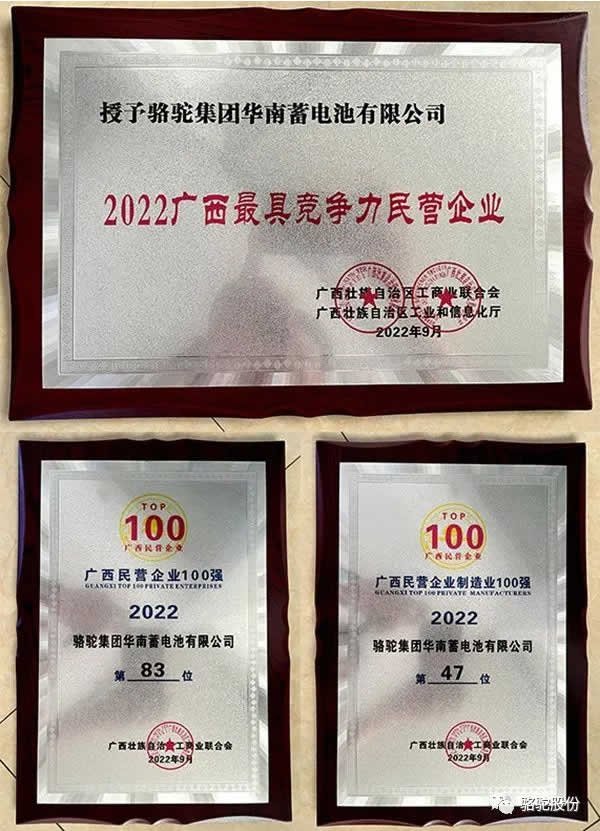 授予骆驼集团华南蓄电池有限公司
2022广西最具竞争力民营企业
广西壮族自治区工商业联合会
广西壮族自治区工业和信息化厅
2022年9月
TOP
100
广西民营企业
广西民营企业100强
GUANGXI TOP 100 PRIVATE ENTERPRISES
2022
骆驼集团华南蓄电池有限公司
第 83 位
广西壮族自治区工商业联合会
2022年9月
TOP
100
广西民营企业
广西民营企业制造业100强
GUANGXI TOP 100 PRIVATE MANUFACTURERS
2022
骆驼集团华南蓄电池有限公司
第 47 位
广西壮族自治区工商业联合会
2022年9月
骆驼股份